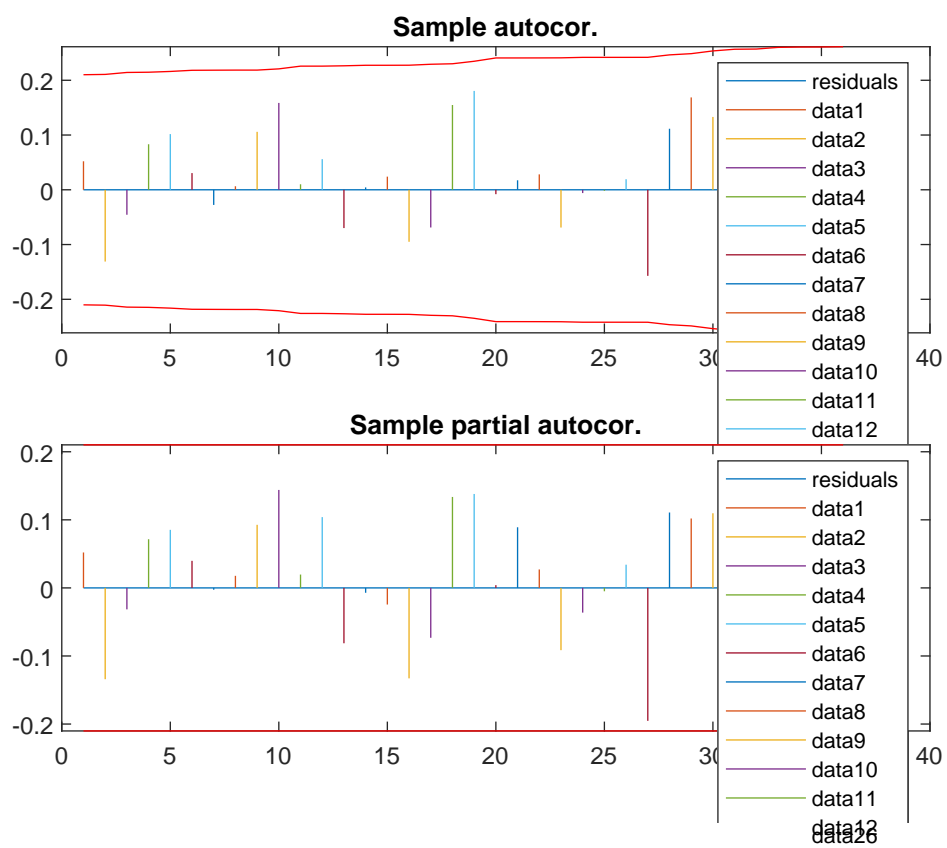 Sample autocor.
0.2
0.1
0
-0.1
-0.2
0 5 10 15 20 25 30 40
residuals
data1
data2
data3
data4
data5
data6
data7
data8
data9
data10
data11
data12
Sample partial autocor.
0.2
0.1
0
-0.1
-0.2
0 5 10 15 20 25 30 40
residuals
data1
data2
data3
data4
data5
data6
data7
data8
data9
data10
data11
data12
data26